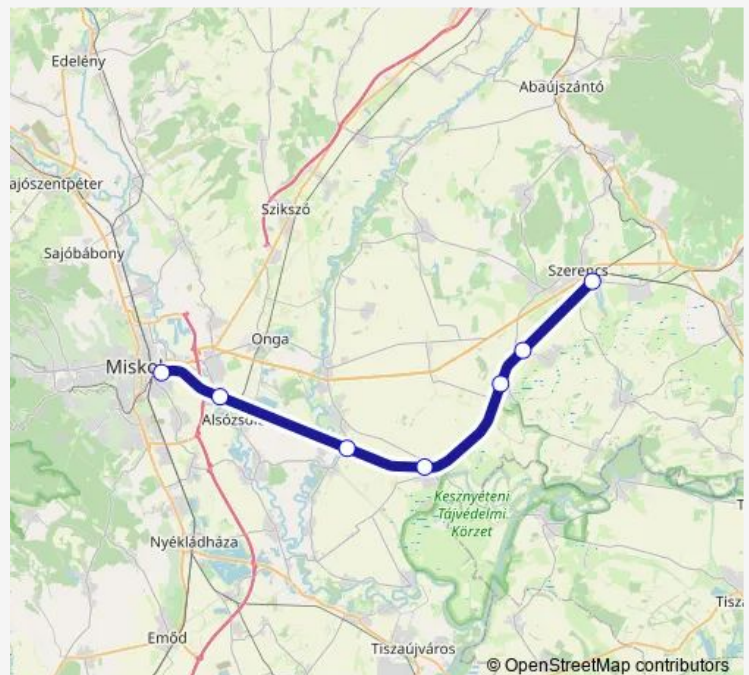 Edelény
Abaújszántó
ajószentpéter
Szikszó
Sajóbábony
Szerencs
Onga
Miskol
Alsózsol
Kesznyéteni
Tájvédelmi
Körzet
Nyékládháza
Tisz
Emőd
Tiszaújváros
© OpenStreetMap contributors